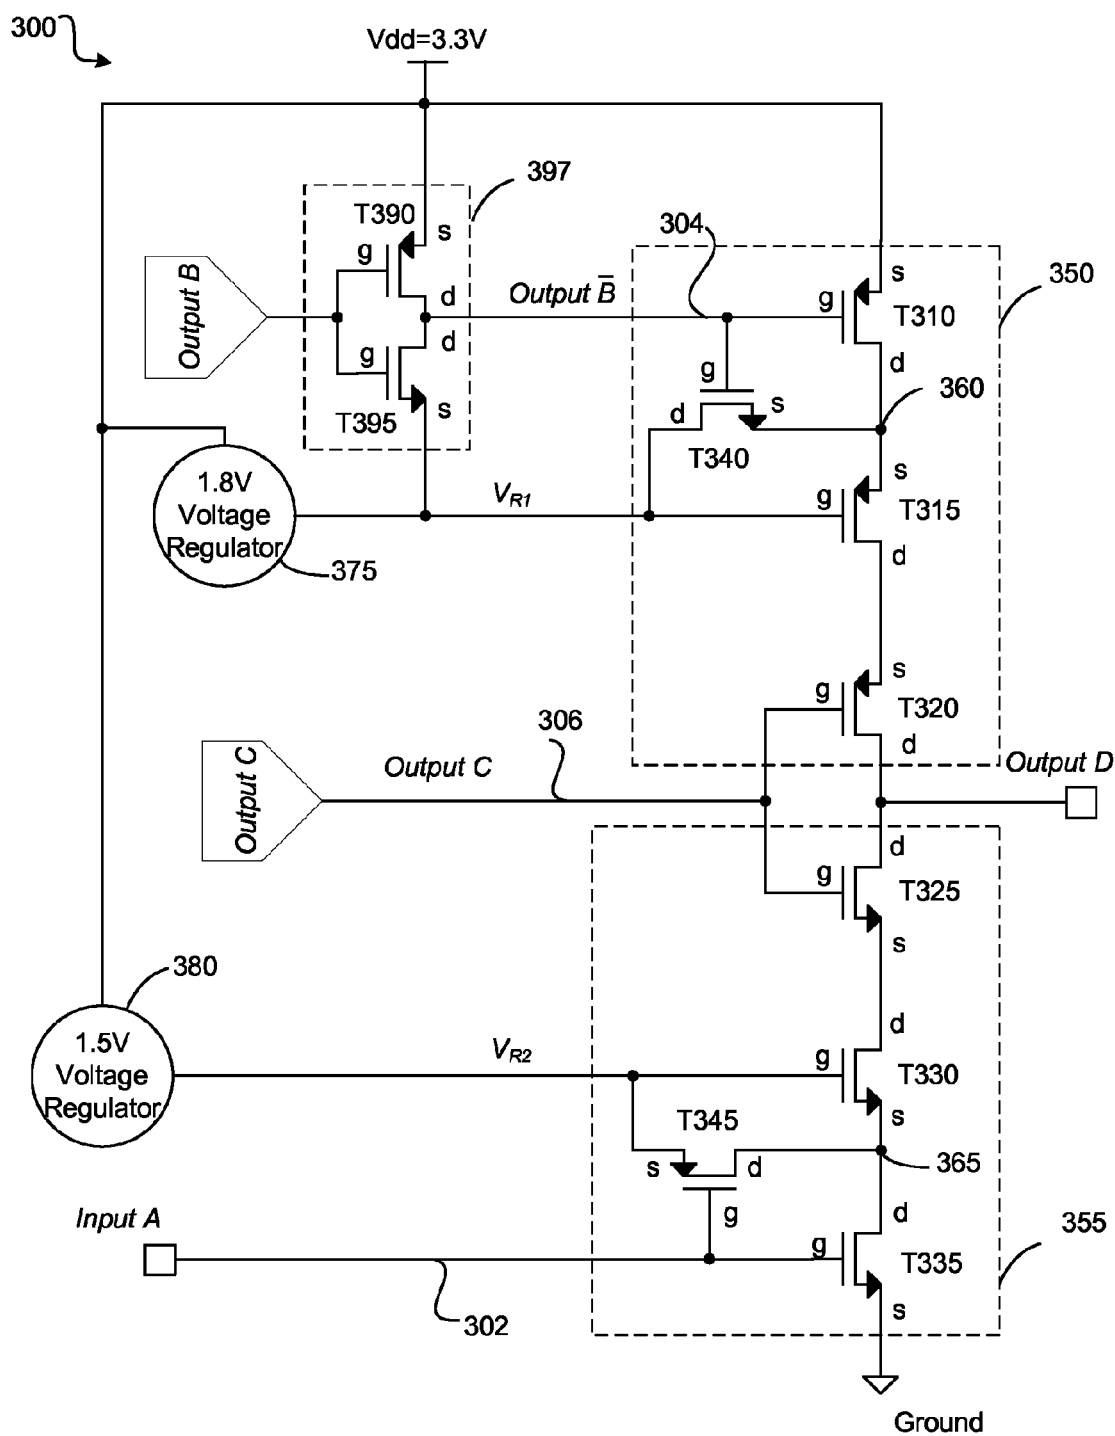 300
Vdd=3.3V
397
T390
s
g
d
304
Output B̅
Output B
350
s
g
T310
d
d
g
s
T395
g
d
s
T340
360
1.8V
Voltage
Regulator
375
V_R1
s
g
T315
d
s
g
T320
d
306
Output C
Output C
Output D
d
g
T325
s
380
1.5V
Voltage
Regulator
V_R2
d
g
T330
s
T345
s
d
g
365
Input A
d
g
T335
s
355
302
Ground